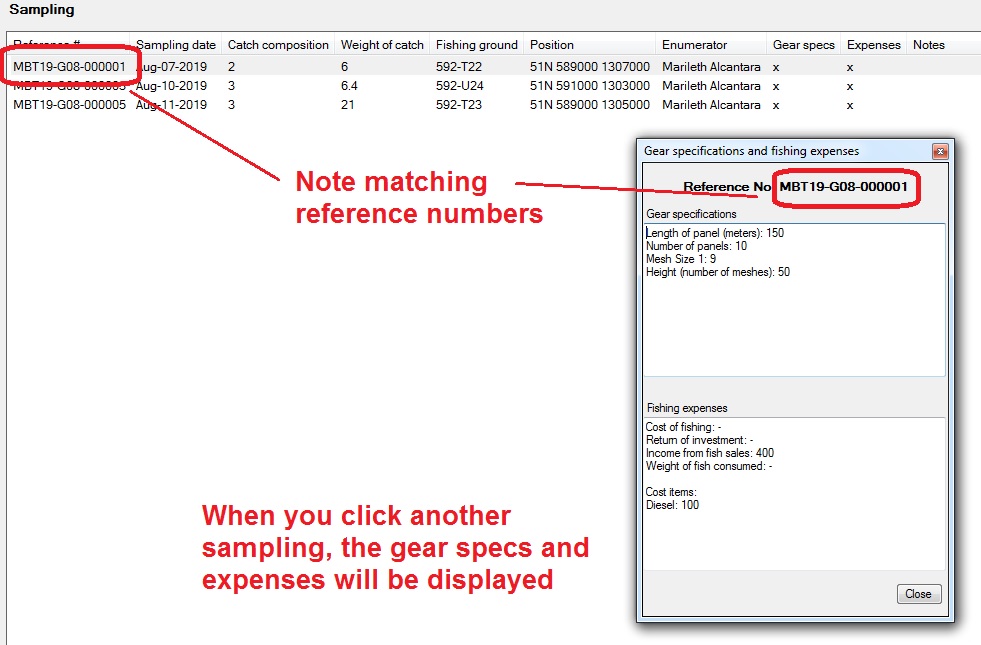 Sampling
Reference # Sampling date Catch composition Weight of catch Fishing ground Position Enumerator Gear specs Expenses Notes
MBT19-G08-000001 Aug-07-2019 2 6 592-T22 51N 589000 1307000 Marileth Alcantara x x
MBT19-G08-000003 Aug-10-2019 3 6.4 592-U24 51N 591000 1303000 Marileth Alcantara x x
MBT19-G08-000005 Aug-11-2019 3 21 592-T23 51N 589000 1305000 Marileth Alcantara x x
Note matching
reference numbers
Gear specifications and fishing expenses
Reference No MBT19-G08-000001
Gear specifications
Length of panel (meters): 150
Number of panels: 10
Mesh Size 1: 9
Height (number of meshes): 50
Fishing expenses
Cost of fishing: -
Return of investment: -
Income from fish sales: 400
Weight of fish consumed: -
Cost items:
Diesel: 100
Close
When you click another
sampling, the gear specs and
expenses will be displayed